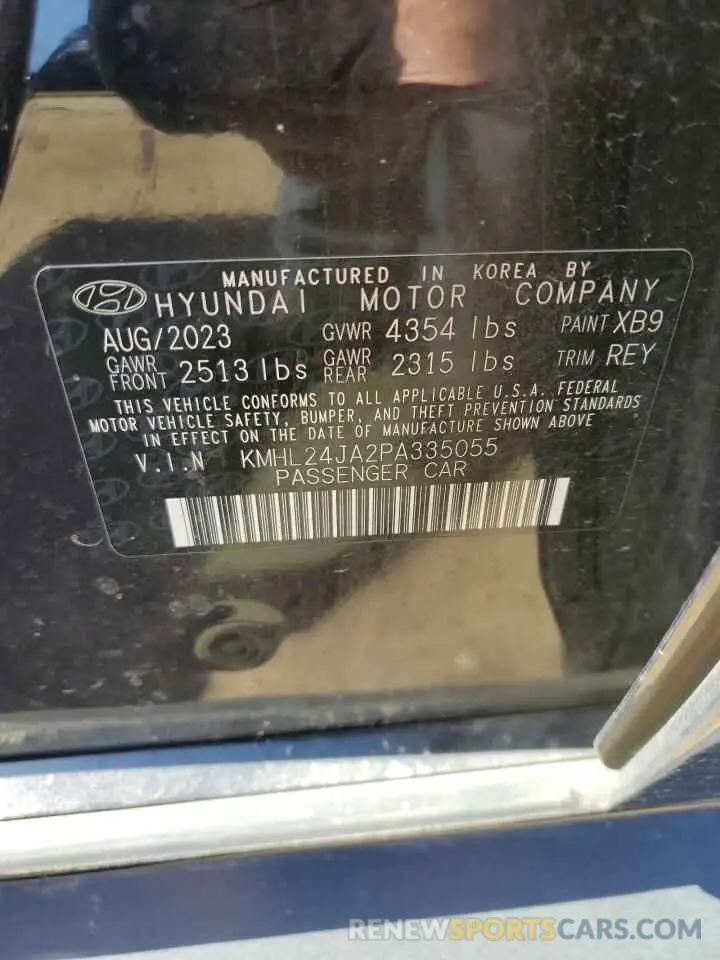 MANUFACTURED IN KOREA BY
HYUNDAI MOTOR COMPANY
AUG/2023 GVWR 4354 lbs PAINT XB9
GAWR FRONT 2513 lbs GAWR REAR 2315 lbs TRIM REY
THIS VEHICLE CONFORMS TO ALL APPLICABLE U.S.A. FEDERAL
MOTOR VEHICLE SAFETY, BUMPER, AND THEFT PREVENTION STANDARDS
IN EFFECT ON THE DATE OF MANUFACTURE SHOWN ABOVE
V.I.N KMHL24JA2PA335055
PASSENGER CAR
RENEWSPORTSCARS.COM